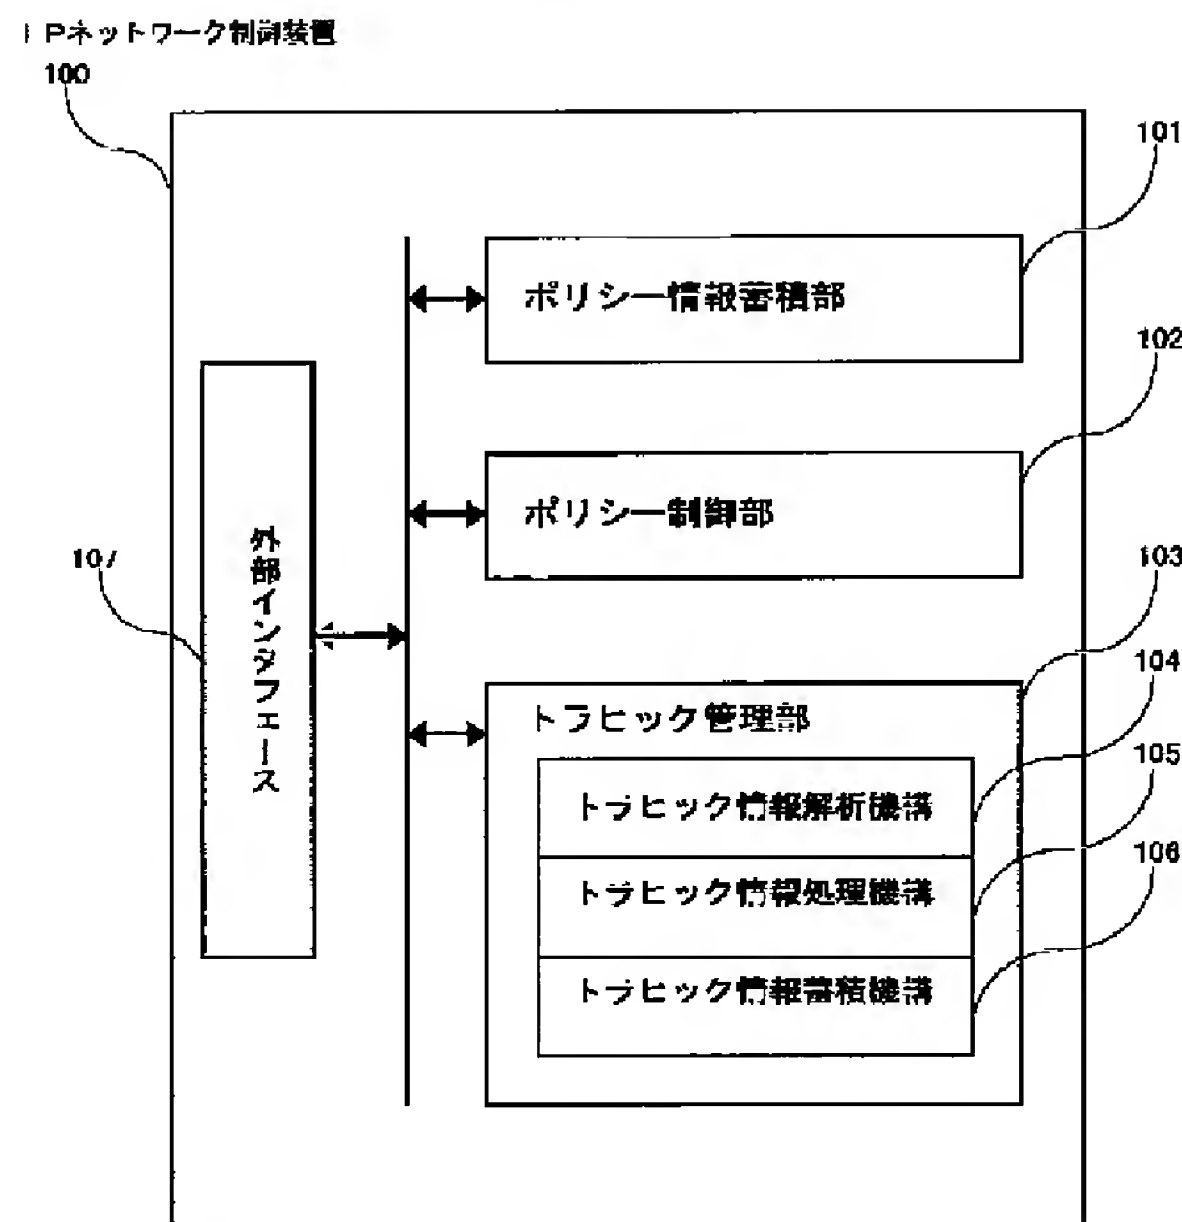 IPネットワーク制御装置
100
101
ポリシー情報蓄積部
102
ポリシー制御部
107
外部インタフェース
103
トラヒック管理部
104
トラヒック情報解析機構
105
トラヒック情報処理機構
106
トラヒック情報蓄積機構